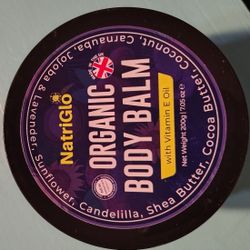 NatriGlo
ORGANIC
BODY BALM
with Vitamin E Oil
Net Weight 200g | 7.05 oz
Sunflower, Candelilla, Shea Butter, Cocoa Butter, Coconut, Carnauba, Jojoba & Lavender.